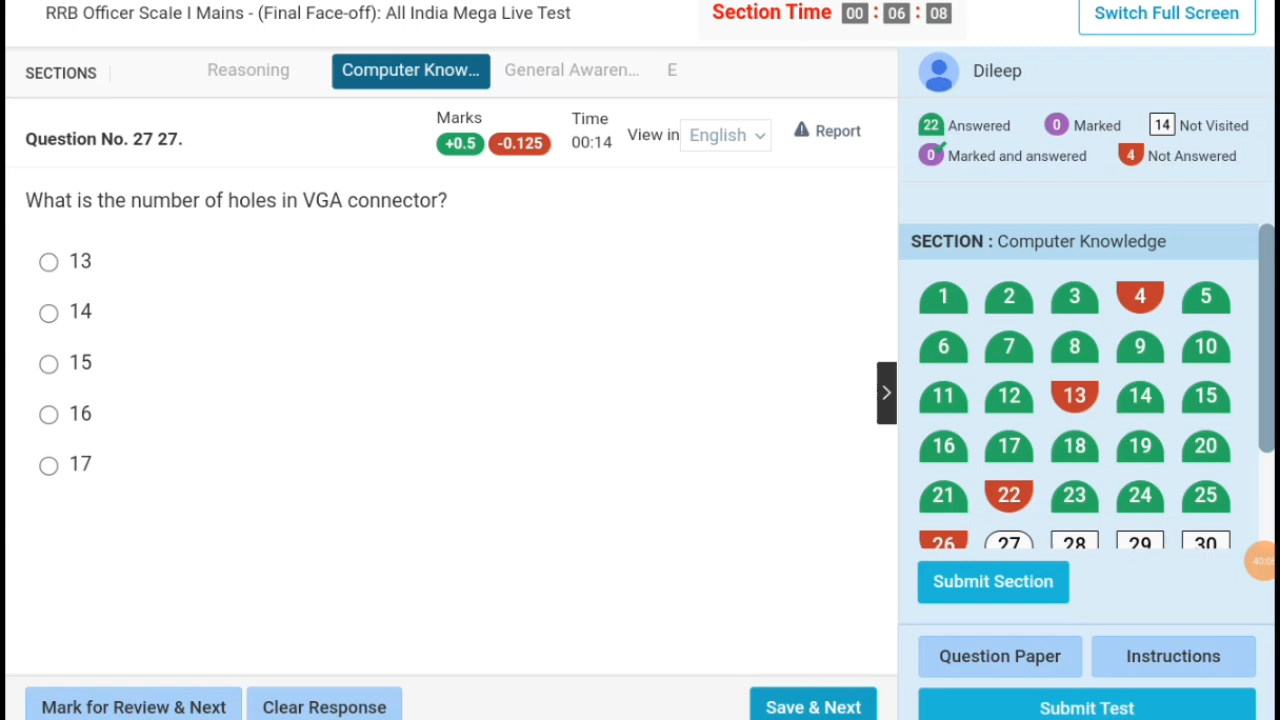 RRB Officer Scale I Mains - (Final Face-off): All India Mega Live Test
Section Time 00 : 06 : 08
Switch Full Screen
SECTIONS
Reasoning
Computer Know...
General Awaren...
E
Dileep
Question No. 27 27.
Marks
+0.5 -0.125
Time
00:14
View in English
Report
22 Answered
0 Marked
14 Not Visited
0 Marked and answered
4 Not Answered
What is the number of holes in VGA connector?
13
14
15
16
17
SECTION : Computer Knowledge
1 2 3 4 5
6 7 8 9 10
11 12 13 14 15
16 17 18 19 20
21 22 23 24 25
26 27 28 29 30
Submit Section
Question Paper
Instructions
Mark for Review & Next
Clear Response
Save & Next
Submit Test